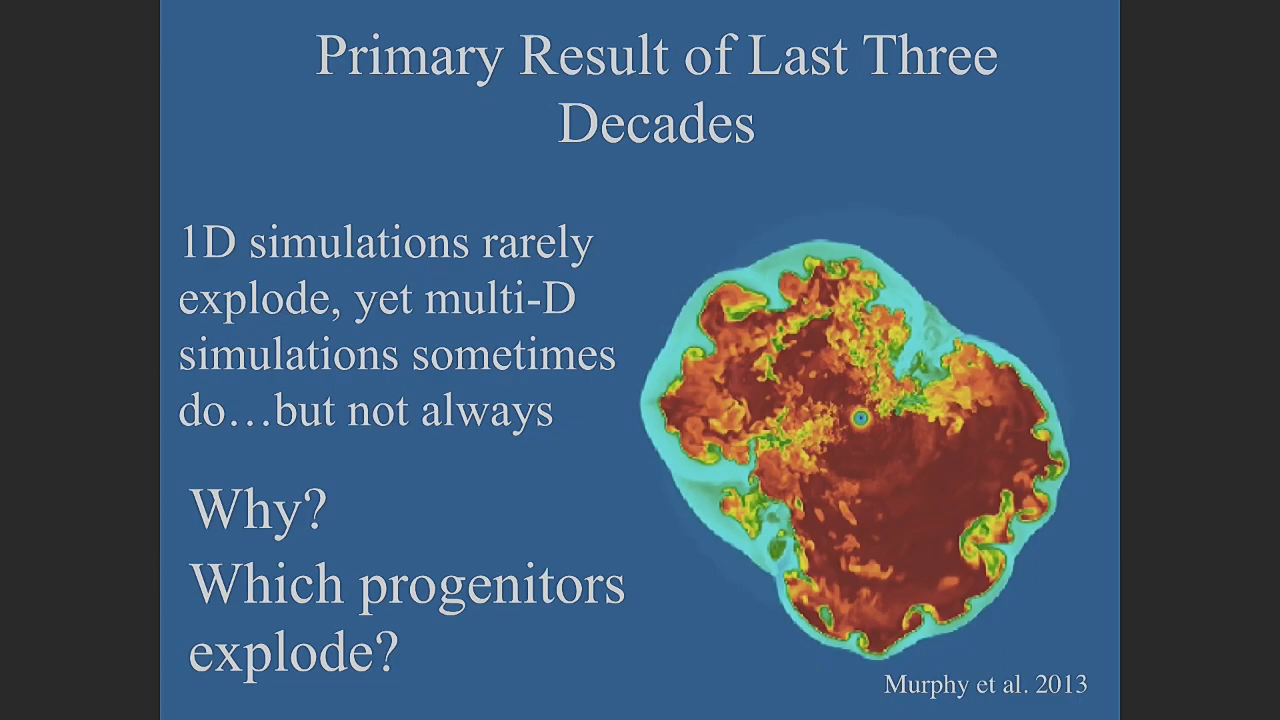 Primary Result of Last Three
Decades
1D simulations rarely
explode, yet multi-D
simulations sometimes
do…but not always
Why?
Which progenitors
explode?
Murphy et al. 2013